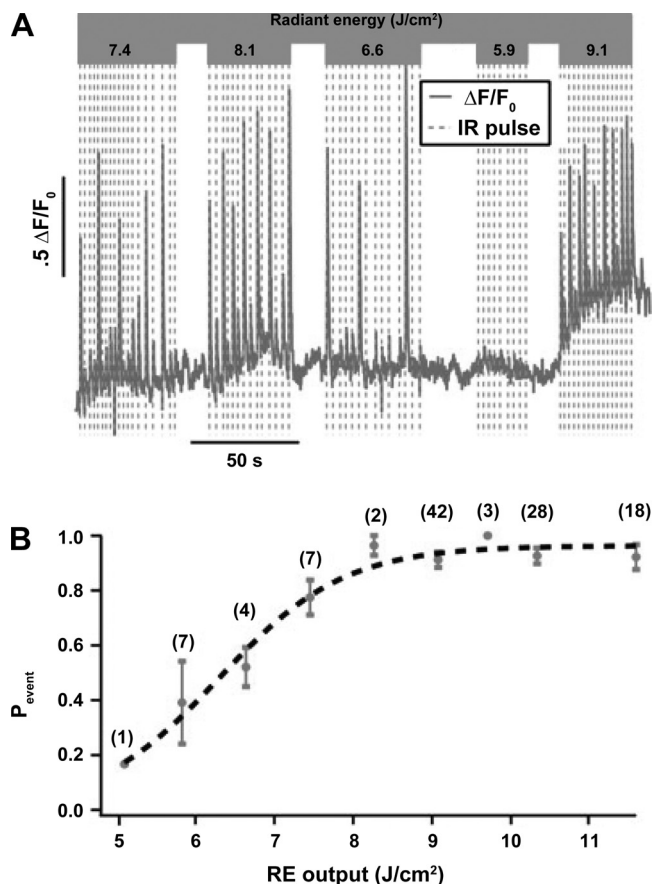 A
Radiant energy (J/cm²)
7.4 8.1 6.6 5.9 9.1
ΔF/F₀
IR pulse
.5 ΔF/F₀
50 s
B
(1) (7) (4) (7) (2) (42) (3) (28) (18)
1.0
0.8
0.6
0.4
0.2
0.0
Pevent
5 6 7 8 9 10 11
RE output (J/cm²)